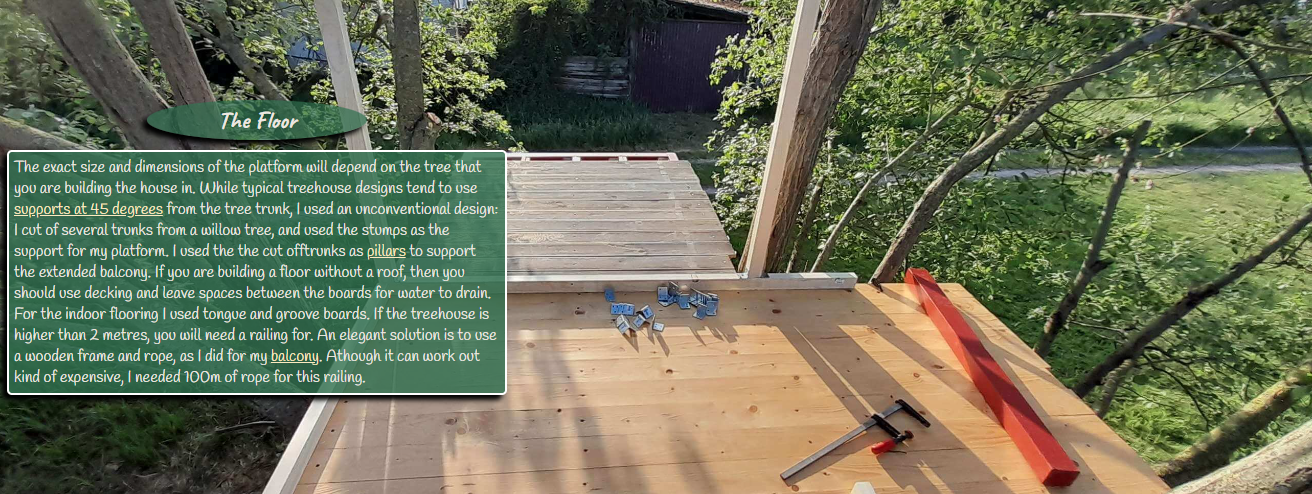 The Floor
The exact size and dimensions of the platform will depend on the tree that
you are building the house in. While typical treehouse designs tend to use
supports at 45 degrees from the tree trunk, I used an unconventional design:
I cut of several trunks from a willow tree, and used the stumps as the
support for my platform. I used the the cut offtrunks as pillars to support
the extended balcony. If you are building a floor without a roof, then you
should use decking and leave spaces between the boards for water to drain.
For the indoor flooring I used tongue and groove boards. If the treehouse is
higher than 2 metres, you will need a railing for. An elegant solution is to use
a wooden frame and rope, as I did for my balcony. Athough it can work out
kind of expensive, I needed 100m of rope for this railing.